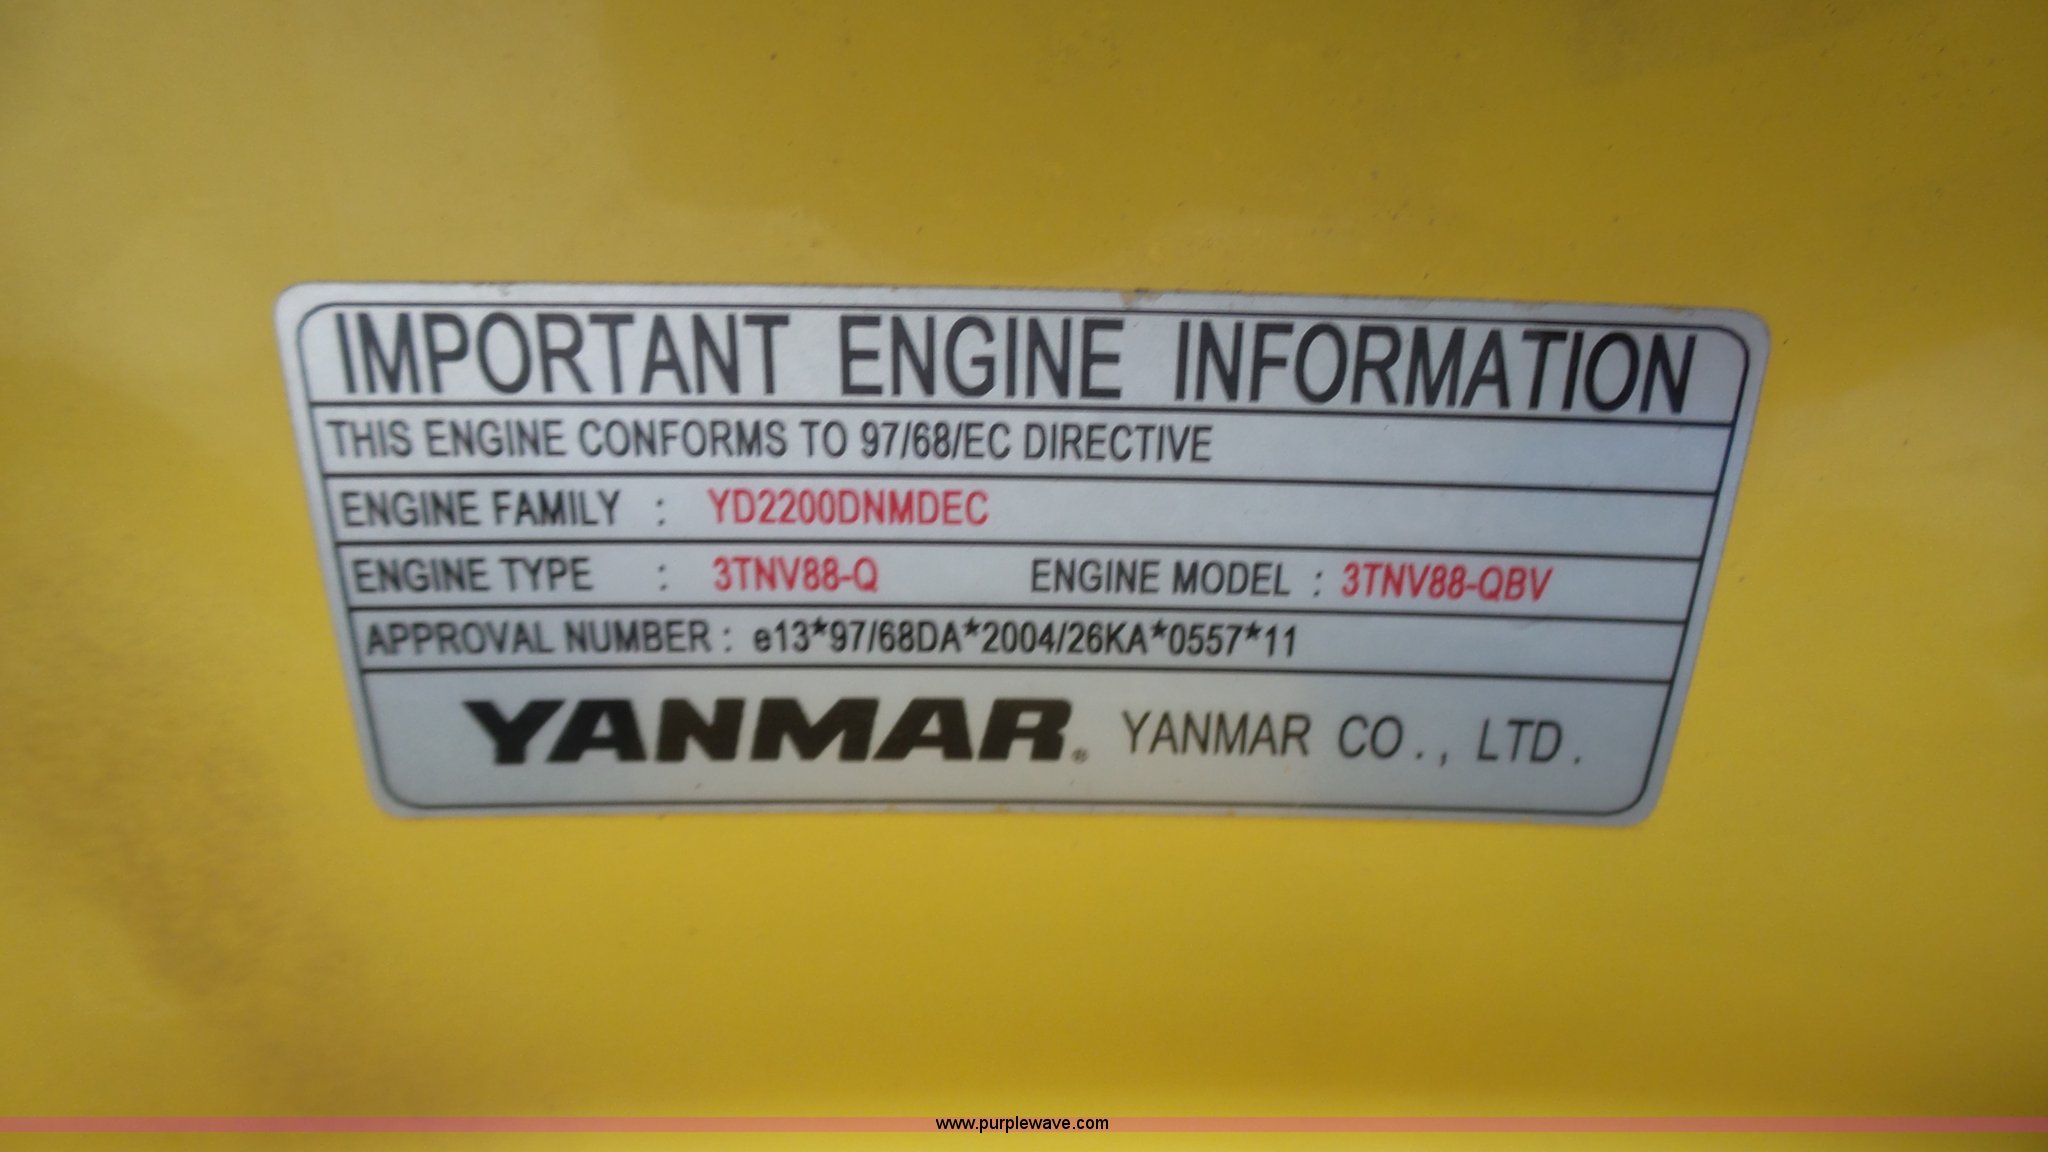 IMPORTANT ENGINE INFORMATION
THIS ENGINE CONFORMS TO 97/68/EC DIRECTIVE
ENGINE FAMILY : YD2200DNMDEC
ENGINE TYPE : 3TNV88-Q ENGINE MODEL : 3TNV88-QBV
APPROVAL NUMBER : e13*97/68DA*2004/26KA*0557*11
YANMAR® YANMAR CO., LTD.
www.purplewave.com